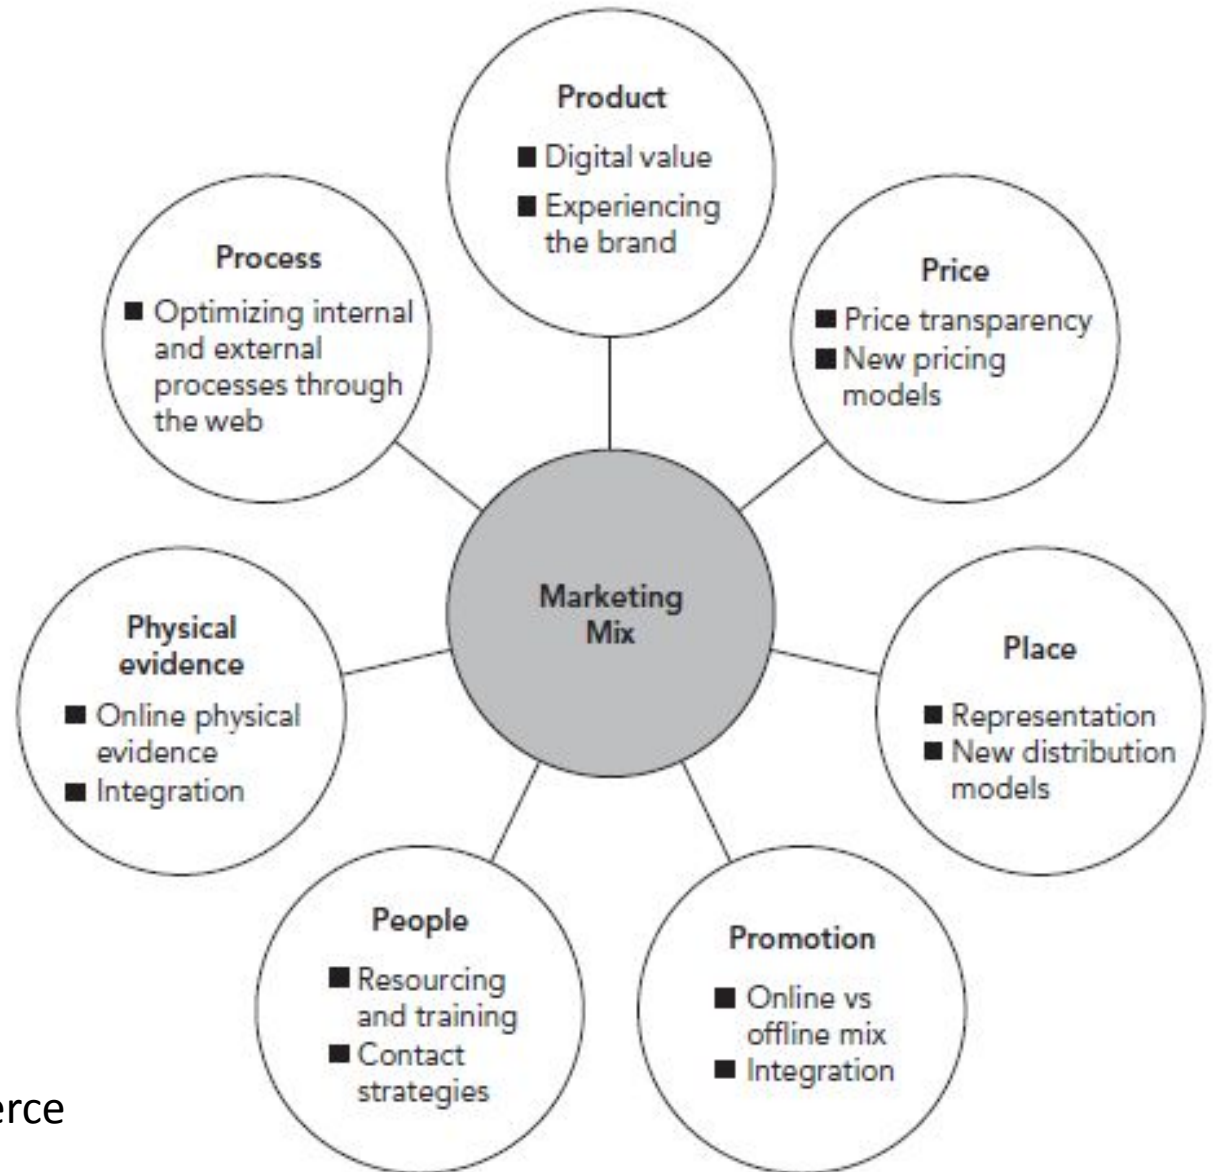 Product
■ Digital value
■ Experiencing
the brand
Price
■ Price transparency
■ New pricing
models
Place
■ Representation
■ New distribution
models
Promotion
■ Online vs
offline mix
■ Integration
People
■ Resourcing
and training
■ Contact
strategies
Physical
evidence
■ Online physical
evidence
■ Integration
Process
■ Optimizing internal
and external
processes through
the web
Marketing
Mix
erce